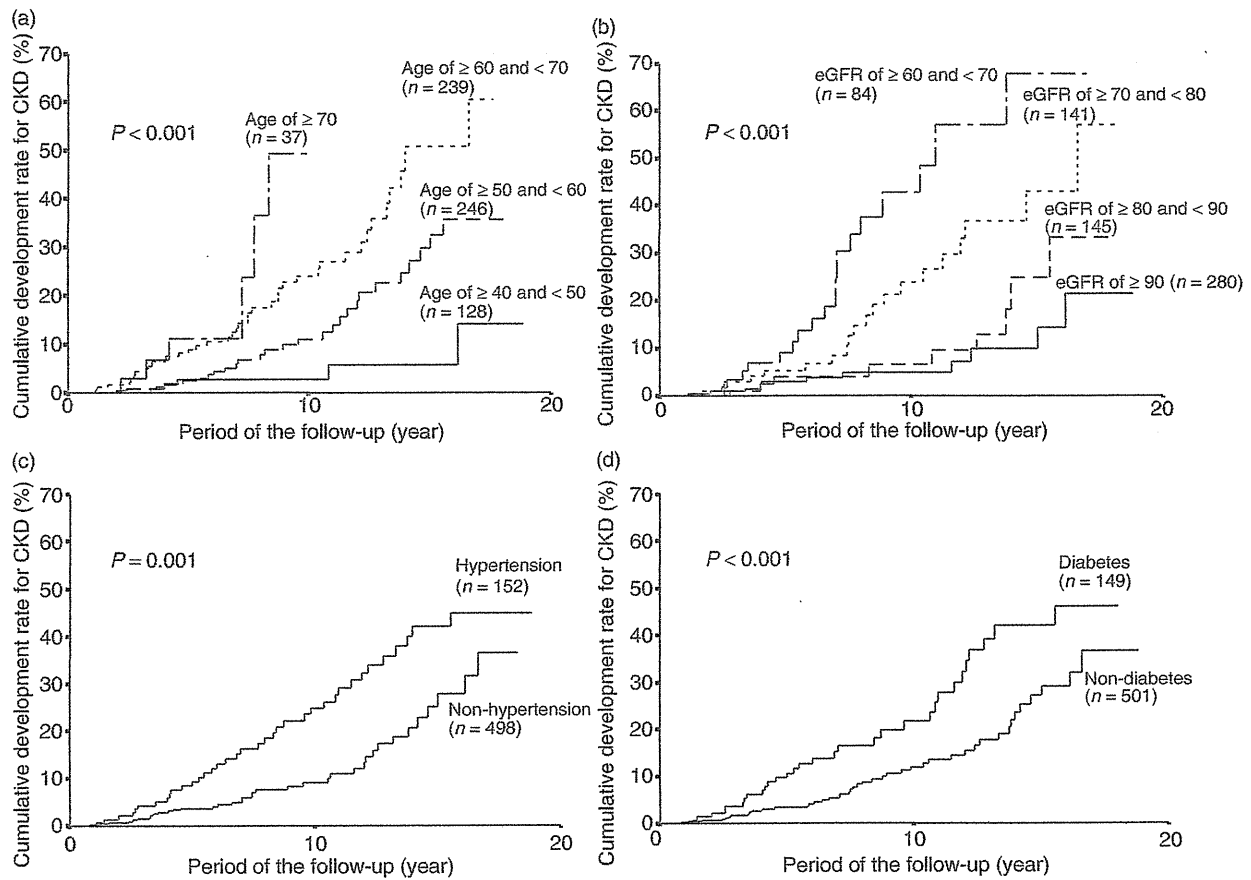 (a)
Cumulative development rate for CKD (%)
70
60
50
40
30
20
10
0
P < 0.001
Age of ≥ 70
(n = 37)
Age of ≥ 60 and < 70
(n = 239)
Age of ≥ 50 and < 60
(n = 246)
Age of ≥ 40 and < 50
(n = 128)
0
10
20
Period of the follow-up (year)
(b)
Cumulative development rate for CKD (%)
70
60
50
40
30
20
10
0
P < 0.001
eGFR of ≥ 60 and < 70
(n = 84)
eGFR of ≥ 70 and < 80
(n = 141)
eGFR of ≥ 80 and < 90
(n = 145)
eGFR of ≥ 90 (n = 280)
0
10
20
Period of the follow-up (year)
(c)
Cumulative development rate for CKD (%)
70
60
50
40
30
20
10
0
P = 0.001
Hypertension
(n = 152)
Non-hypertension
(n = 498)
0
10
20
Period of the follow-up (year)
(d)
Cumulative development rate for CKD (%)
70
60
50
40
30
20
10
0
P < 0.001
Diabetes
(n = 149)
Non-diabetes
(n = 501)
0
10
20
Period of the follow-up (year)